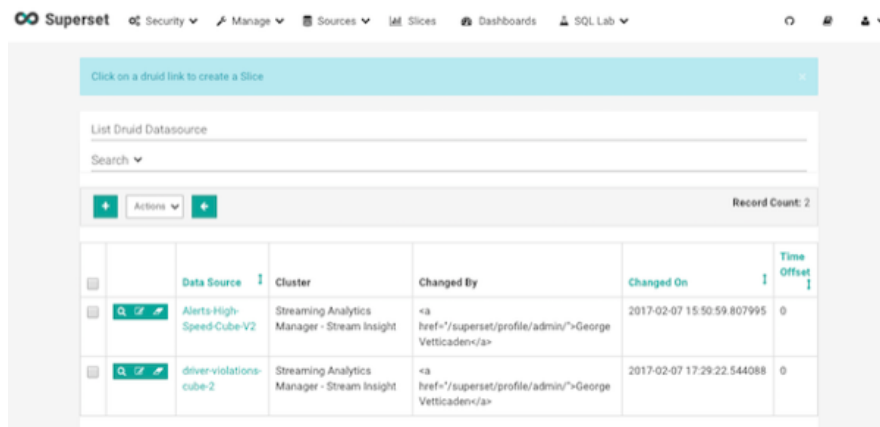 Superset Security Manage Sources Slices Dashboards SQL Lab
Click on a druid link to create a Slice ×
List Druid Datasource
Search
+ Actions Record Count: 2
Data Source Cluster Changed By Changed On Time Offset
Alerts-High- Streaming Analytics <a 2017-02-07 15:50:59.807995 0
Speed-Cube-V2 Manager - Stream Insight href="/superset/profile/admin/">George
Vetticaden</a>
driver-violations- Streaming Analytics <a 2017-02-07 17:29:22.544088 0
cube-2 Manager - Stream Insight href="/superset/profile/admin/">George
Vetticaden</a>